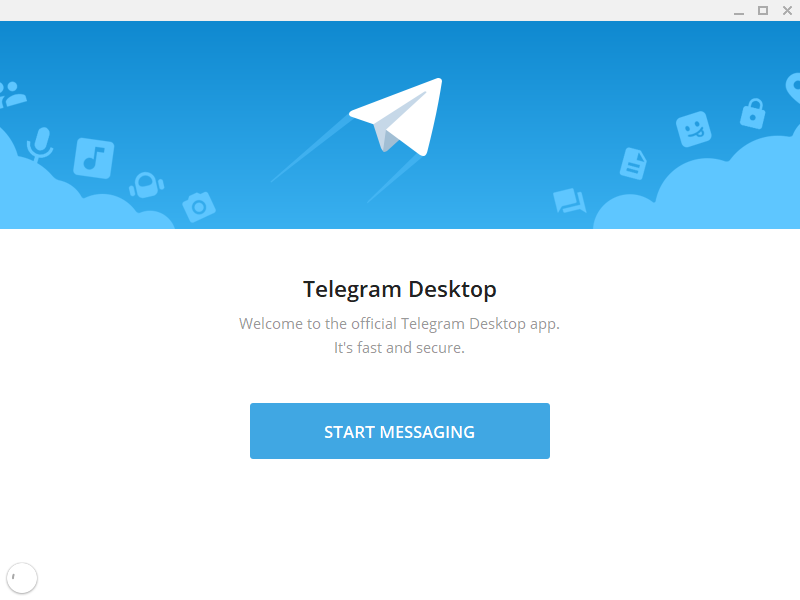 Telegram Desktop
Welcome to the official Telegram Desktop app.
It's fast and secure.
START MESSAGING